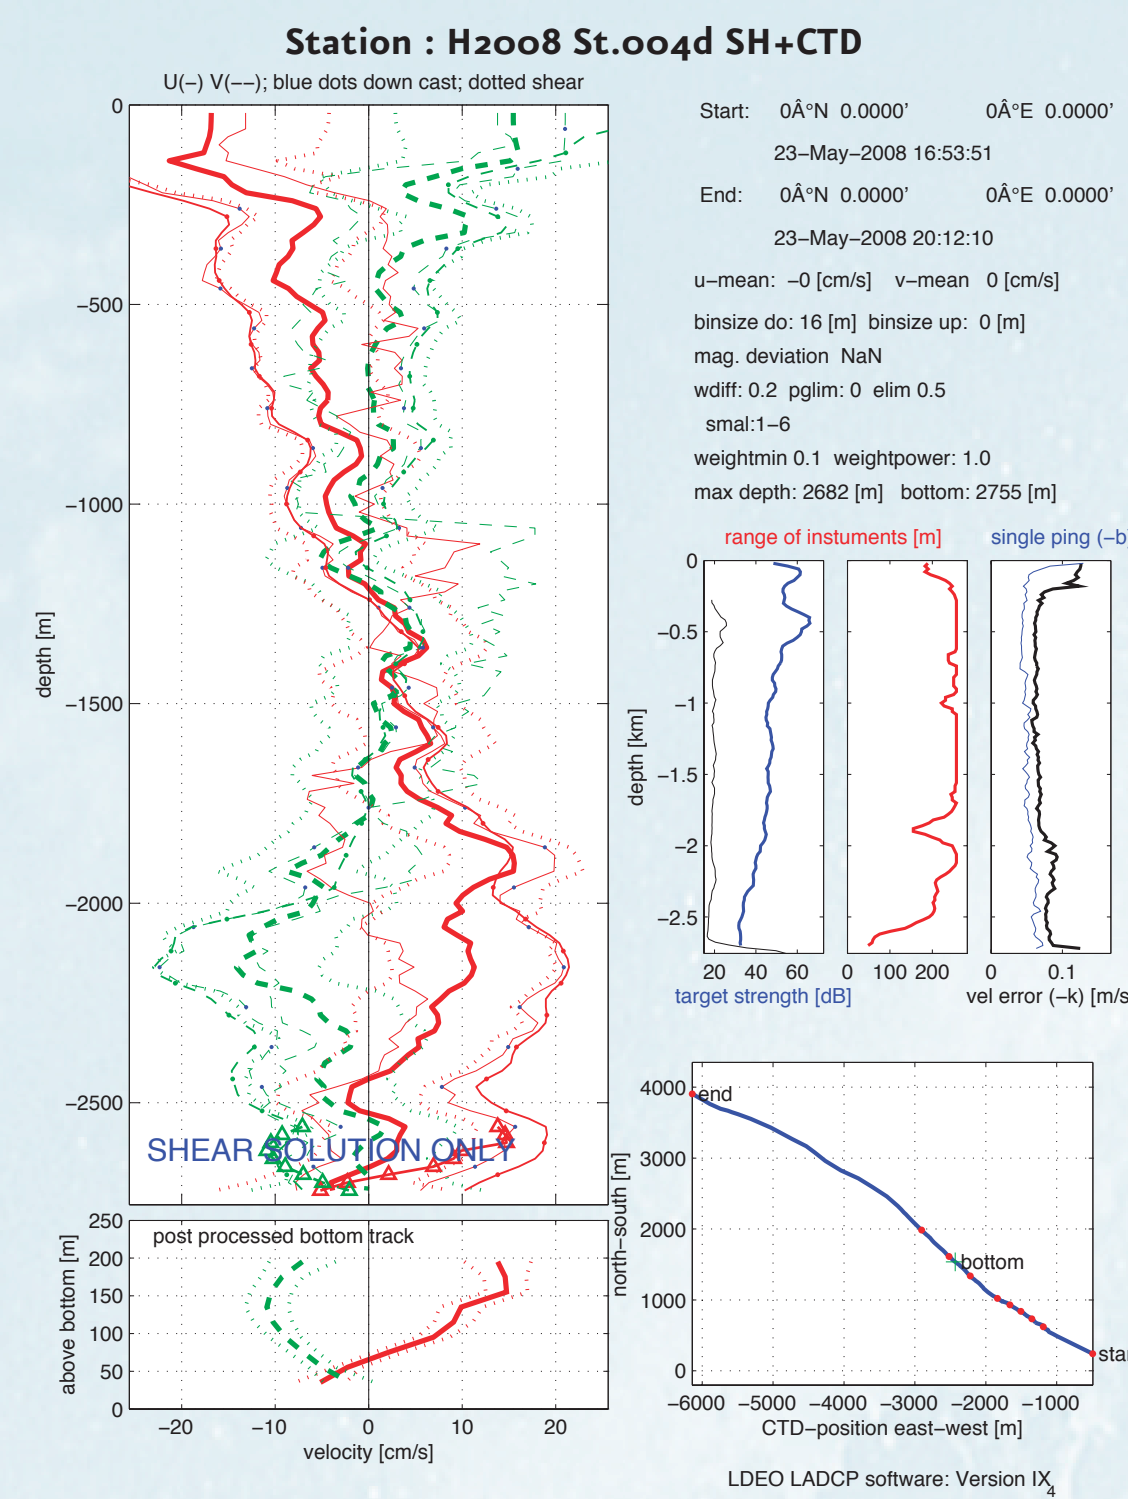 Station : H2008 St.004d SH+CTD
U(−) V(−−); blue dots down cast; dotted shear
0
−500
−1000
−1500
−2000
−2500
depth [m]
SHEAR SOLUTION ONLY
250
200
150
100
50
0
above bottom [m]
post processed bottom track
−20 −10 0 10 20
velocity [cm/s]
Start: 0Â°N 0.0000' 0Â°E 0.0000'
23−May−2008 16:53:51
End: 0Â°N 0.0000' 0Â°E 0.0000'
23−May−2008 20:12:10
u−mean: −0 [cm/s] v−mean 0 [cm/s]
binsize do: 16 [m] binsize up: 0 [m]
mag. deviation NaN
wdiff: 0.2 pglim: 0 elim 0.5
smal:1−6
weightmin 0.1 weightpower: 1.0
max depth: 2682 [m] bottom: 2755 [m]
range of instuments [m]
single ping (−b)
0
−0.5
−1
−1.5
−2
−2.5
depth [km]
20 40 60
0 100 200
0 0.1
target strength [dB]
vel error (−k) [m/s
4000
3000
2000
1000
0
north−south [m]
end
bottom
star
−6000 −5000 −4000 −3000 −2000 −1000
CTD−position east−west [m]
LDEO LADCP software: Version IX4